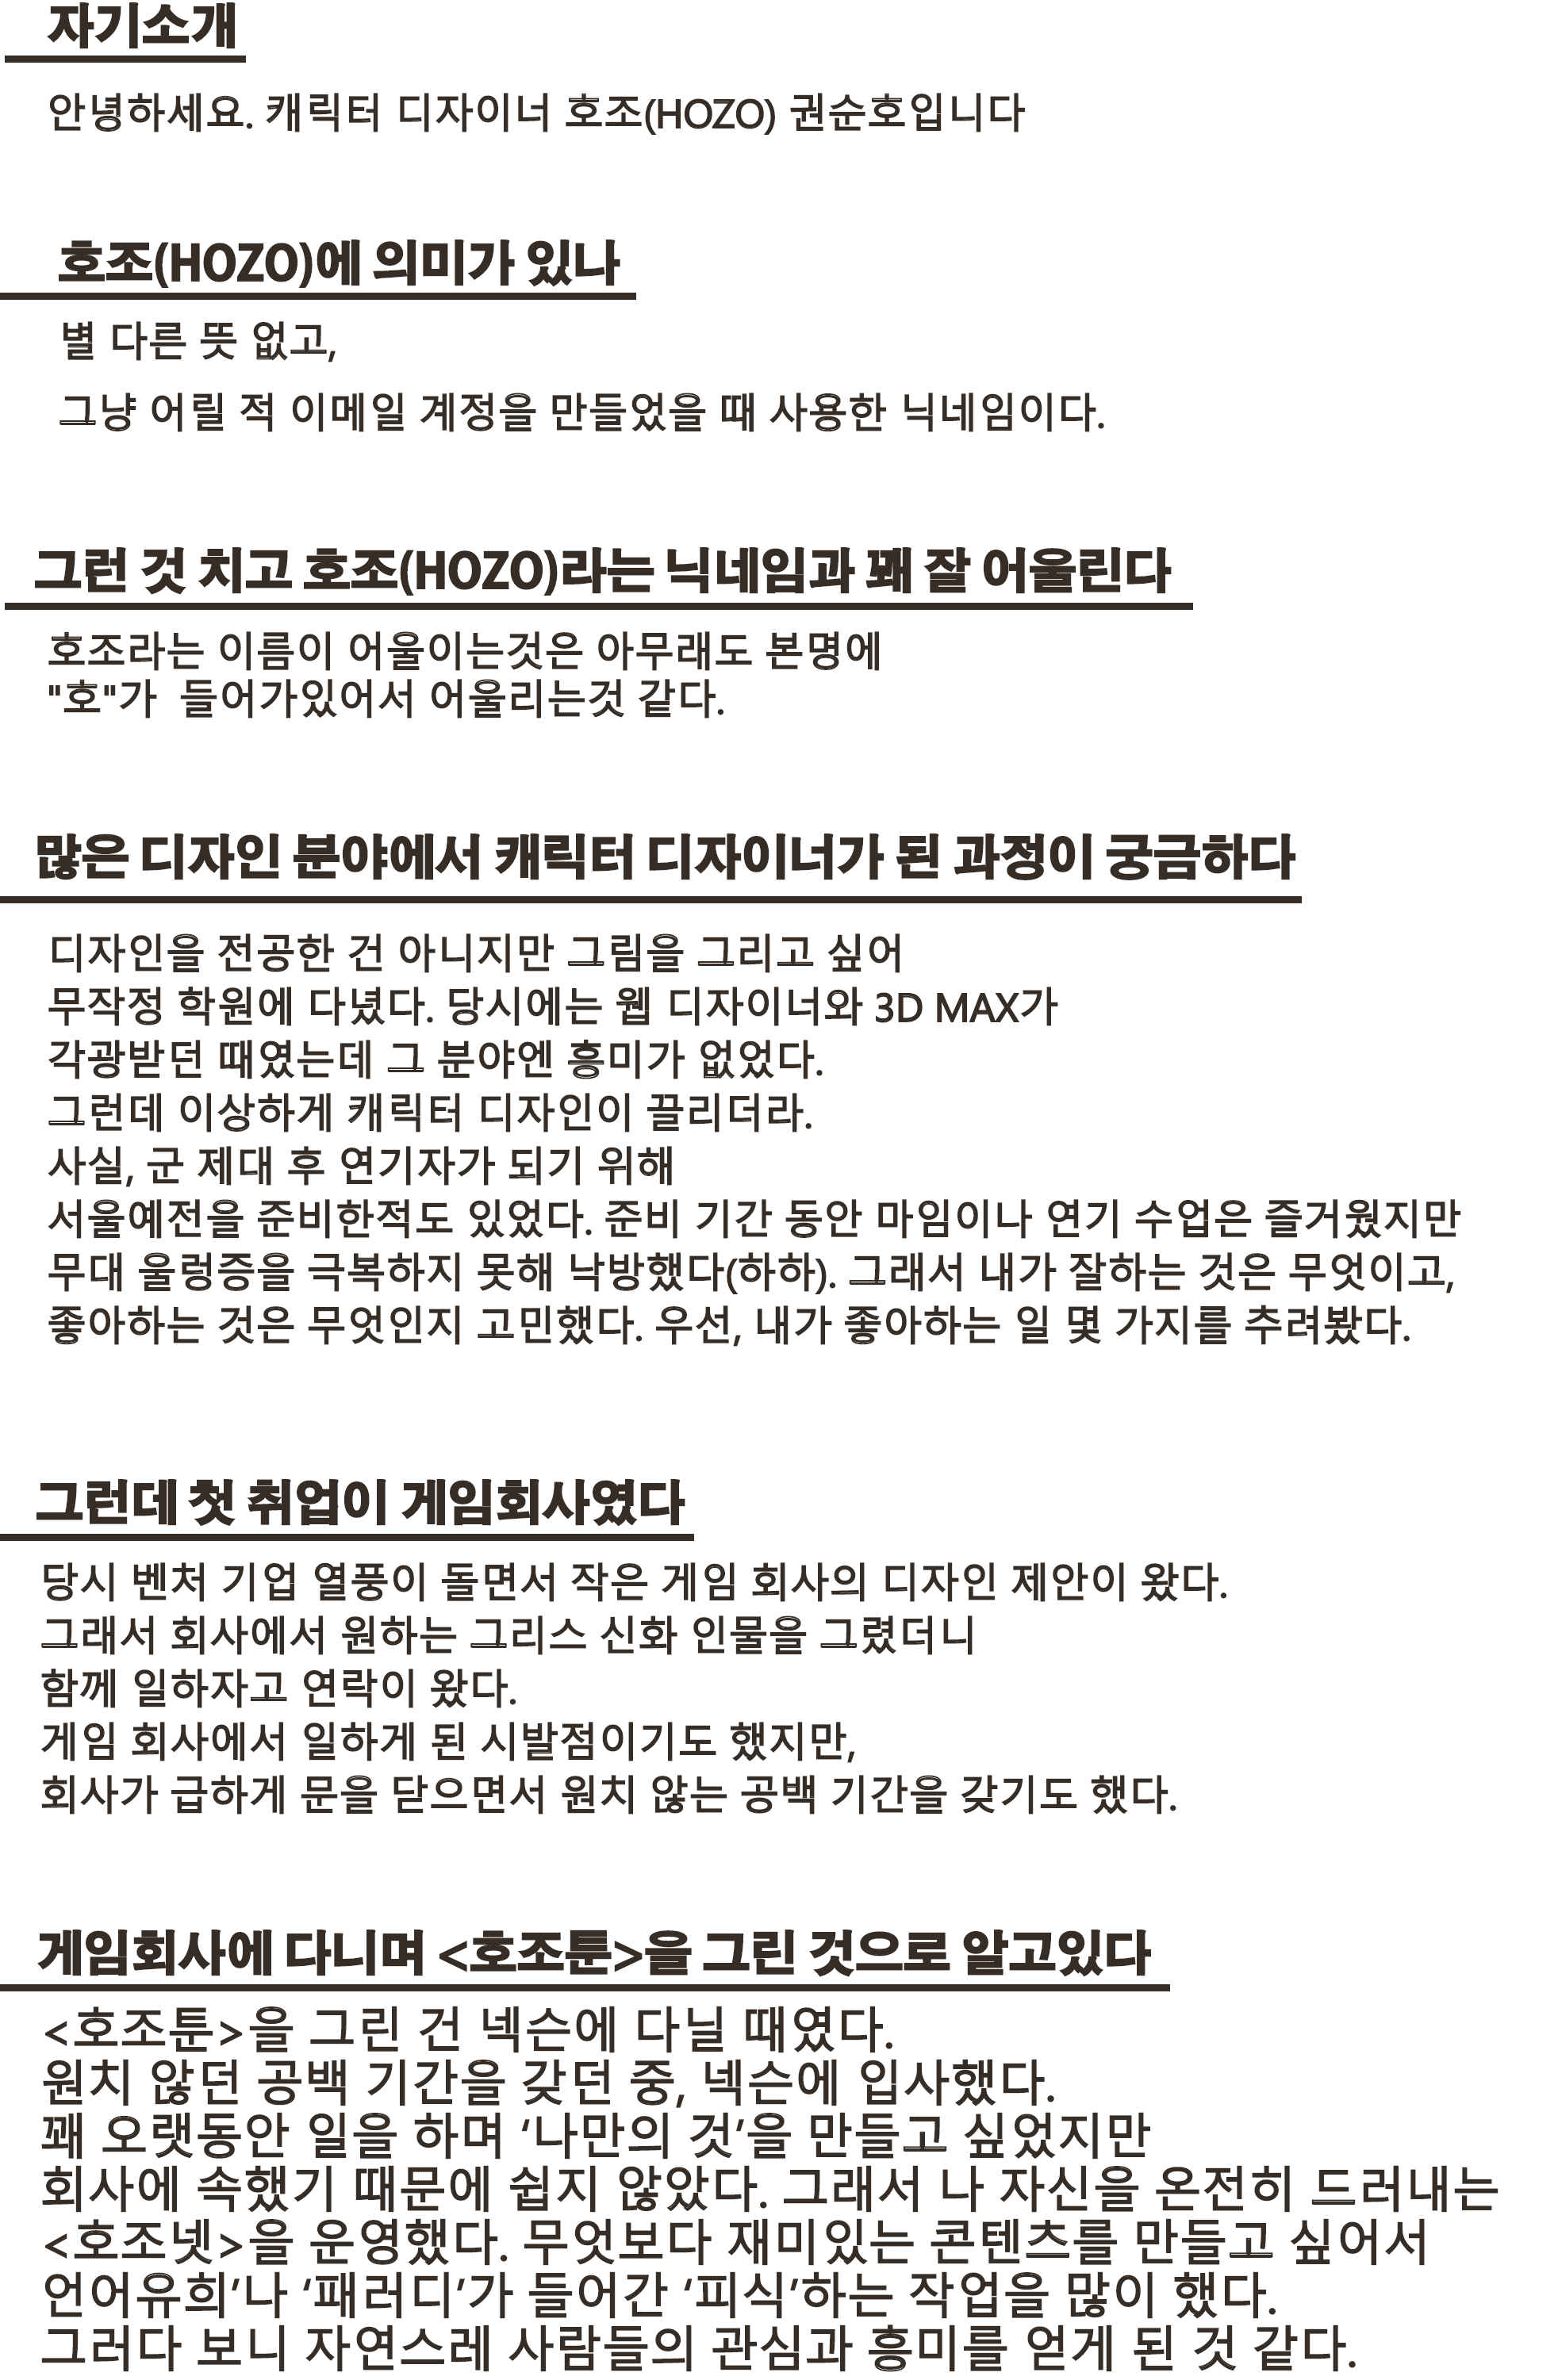 자기소개
안녕하세요. 캐릭터 디자이너 호조(HOZO) 권순호입니다
호조(HOZO)에 의미가 있나
별 다른 뜻 없고,
그냥 어릴 적 이메일 계정을 만들었을 때 사용한 닉네임이다.
그런 것 치고 호조(HOZO)라는 닉네임과 꽤 잘 어울린다
호조라는 이름이 어울이는것은 아무래도 본명에
"호"가 들어가있어서 어울리는것 같다.
많은 디자인 분야에서 캐릭터 디자이너가 된 과정이 궁금하다
디자인을 전공한 건 아니지만 그림을 그리고 싶어
무작정 학원에 다녔다. 당시에는 웹 디자이너와 3D MAX가
각광받던 때였는데 그 분야엔 흥미가 없었다.
그런데 이상하게 캐릭터 디자인이 끌리더라.
사실, 군 제대 후 연기자가 되기 위해
서울예전을 준비한적도 있었다. 준비 기간 동안 마임이나 연기 수업은 즐거웠지만
무대 울렁증을 극복하지 못해 낙방했다(하하). 그래서 내가 잘하는 것은 무엇이고,
좋아하는 것은 무엇인지 고민했다. 우선, 내가 좋아하는 일 몇 가지를 추려봤다.
그런데 첫 취업이 게임회사였다
당시 벤처 기업 열풍이 돌면서 작은 게임 회사의 디자인 제안이 왔다.
그래서 회사에서 원하는 그리스 신화 인물을 그렸더니
함께 일하자고 연락이 왔다.
게임 회사에서 일하게 된 시발점이기도 했지만,
회사가 급하게 문을 닫으면서 원치 않는 공백 기간을 갖기도 했다.
게임회사에 다니며 <호조툰>을 그린 것으로 알고있다
<호조툰>을 그린 건 넥슨에 다닐 때였다.
원치 않던 공백 기간을 갖던 중, 넥슨에 입사했다.
꽤 오랫동안 일을 하며 ‘나만의 것’을 만들고 싶었지만
회사에 속했기 때문에 쉽지 않았다. 그래서 나 자신을 온전히 드러내는
<호조넷>을 운영했다. 무엇보다 재미있는 콘텐츠를 만들고 싶어서
언어유희’나 ‘패러디’가 들어간 ‘피식’하는 작업을 많이 했다.
그러다 보니 자연스레 사람들의 관심과 흥미를 얻게 된 것 같다.